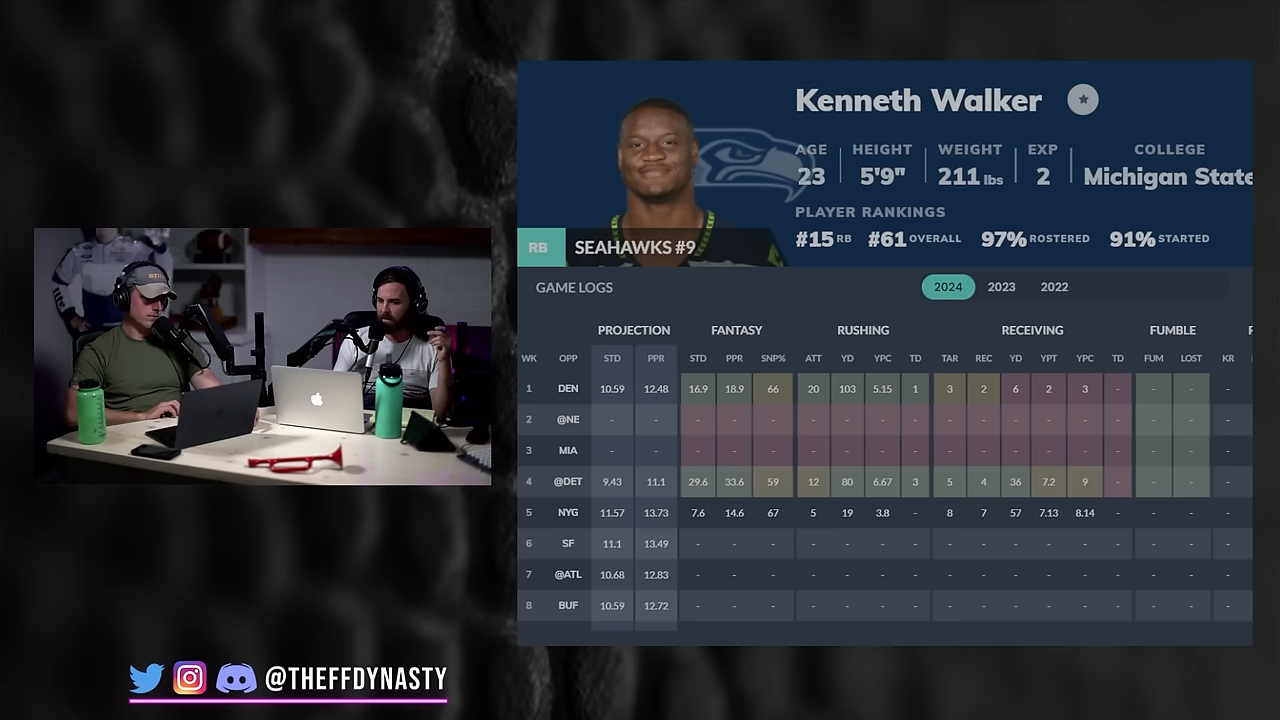 Kenneth Walker
AGE HEIGHT WEIGHT EXP COLLEGE
23 5'9" 211 lbs 2 Michigan State
PLAYER RANKINGS
#15 RB #61 OVERALL 97% ROSTERED 91% STARTED
RB SEAHAWKS #9
GAME LOGS 2024 2023 2022
PROJECTION FANTASY RUSHING RECEIVING FUMBLE
WK OPP STD PPR STD PPR SNP% ATT YD YPC TD TAR REC YD YPT YPC TD FUM LOST KR
1 DEN 10.59 12.48 16.9 18.9 66 20 103 5.15 1 3 2 6 2 3 - - - -
2 @NE - - - - - - - - - - - - - - - - - -
3 MIA - - - - - - - - - - - - - - - - - -
4 @DET 9.43 11.1 29.6 33.6 59 12 80 6.67 3 5 4 36 7.2 9 - - - -
5 NYG 11.57 13.73 7.6 14.6 67 5 19 3.8 - 8 7 57 7.13 8.14 - - - -
6 SF 11.1 13.49 - - - - - - - - - - - - - - - -
7 @ATL 10.68 12.83 - - - - - - - - - - - - - - - -
8 BUF 10.59 12.72 - - - - - - - - - - - - - - - -
@THEFFDYNASTY